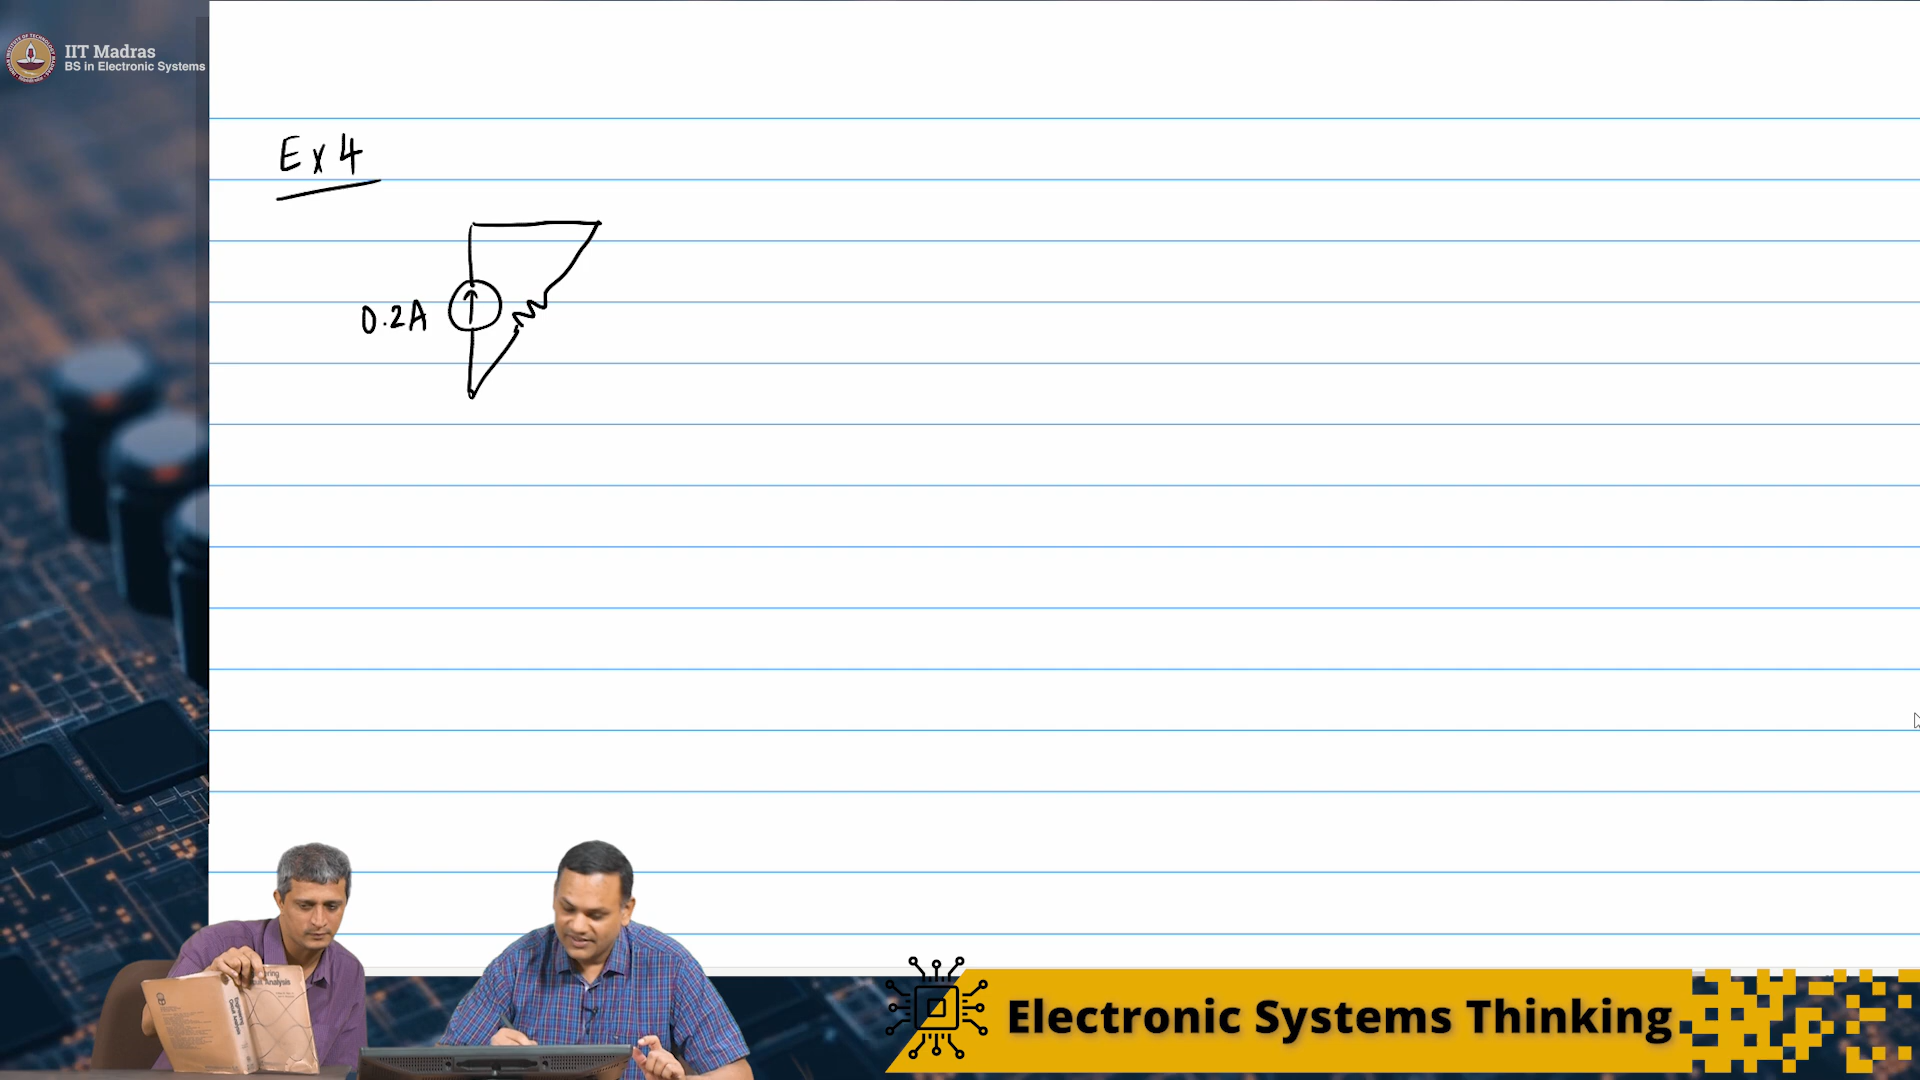 IIT Madras
BS in Electronic Systems
Ex 4
0.2A
Electronic Systems Thinking